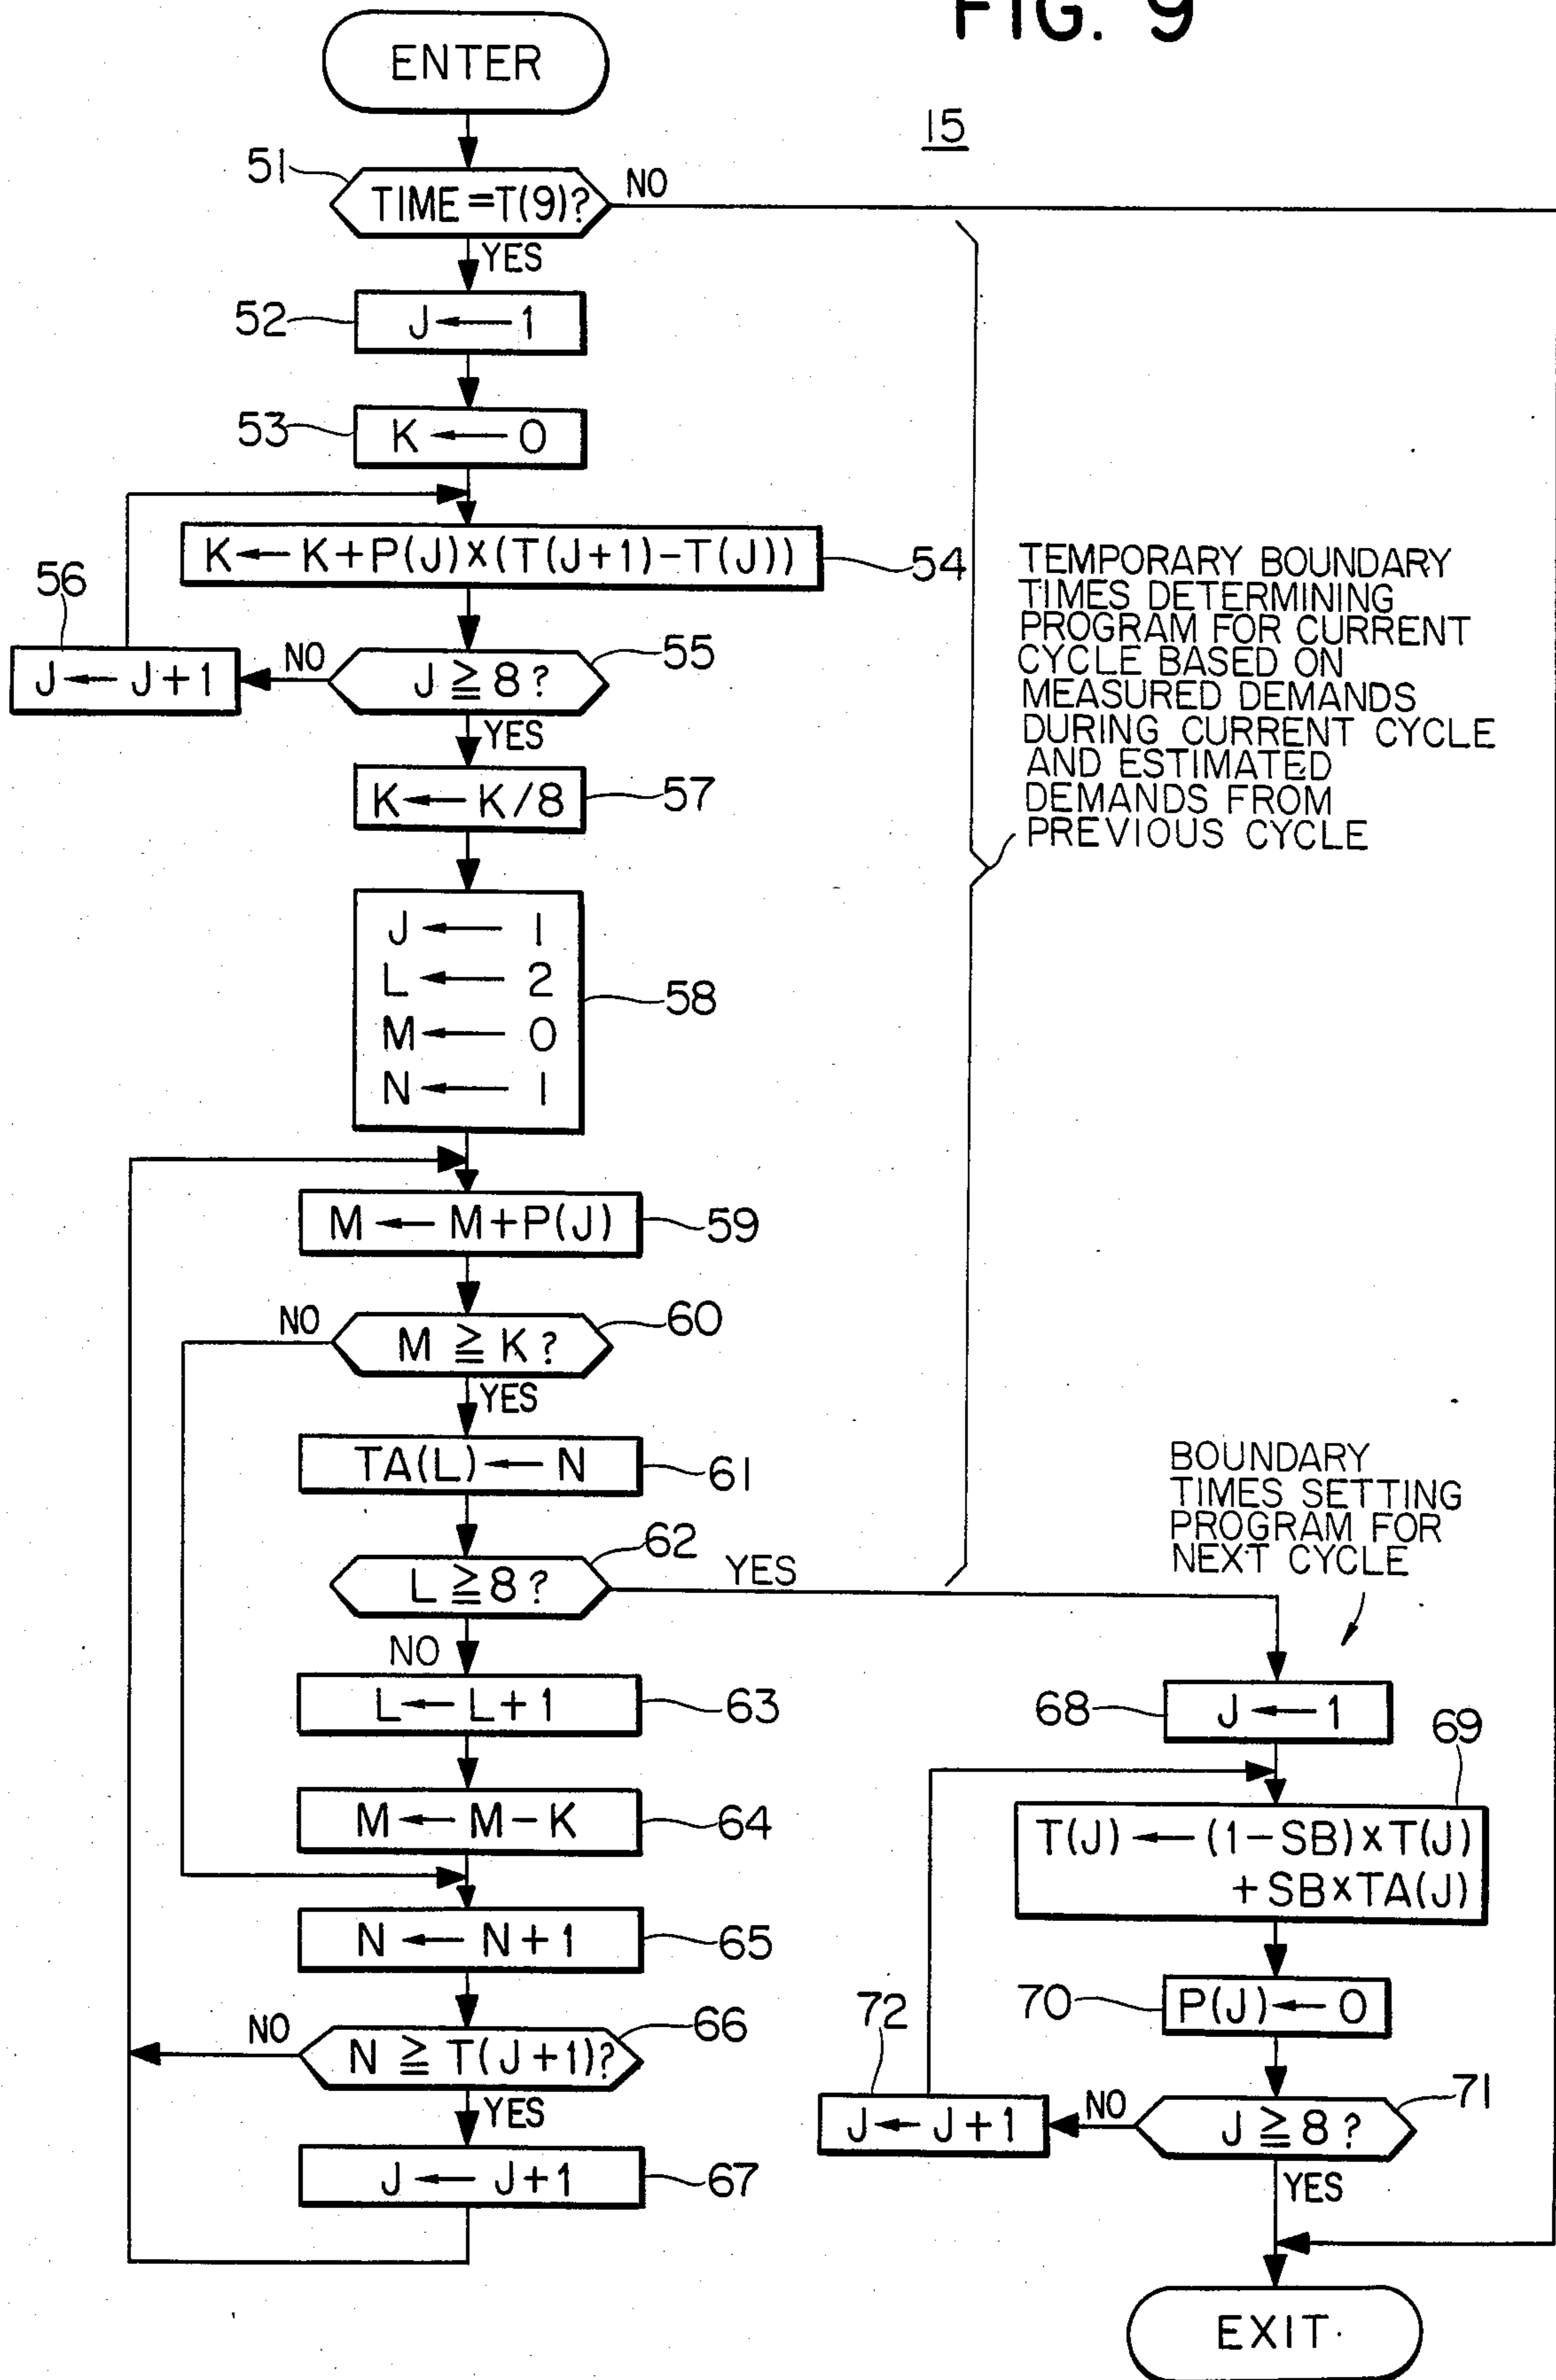 FIG. 9
15
ENTER
51
TIME=T(9)?
NO
YES
52
J←1
53
K←0
K←K+P(J)×(T(J+1)-T(J))
54
56
J←J+1
NO
J≧8?
55
YES
K←K/8
57
J←1
L←2
M←0
N←1
58
TEMPORARY BOUNDARY
TIMES DETERMINING
PROGRAM FOR CURRENT
CYCLE BASED ON
MEASURED DEMANDS
DURING CURRENT CYCLE
AND ESTIMATED
DEMANDS FROM
PREVIOUS CYCLE
M←M+P(J)
59
NO
M≧K?
60
YES
TA(L)←N
61
L≧8?
62
YES
NO
L←L+1
63
M←M-K
64
N←N+1
65
NO
N≧T(J+1)?
66
YES
J←J+1
67
BOUNDARY
TIMES SETTING
PROGRAM FOR
NEXT CYCLE
68
J←1
69
T(J)←(1-SB)×T(J)
+SB×TA(J)
70
P(J)←0
72
J←J+1
NO
J≧8?
71
YES
EXIT